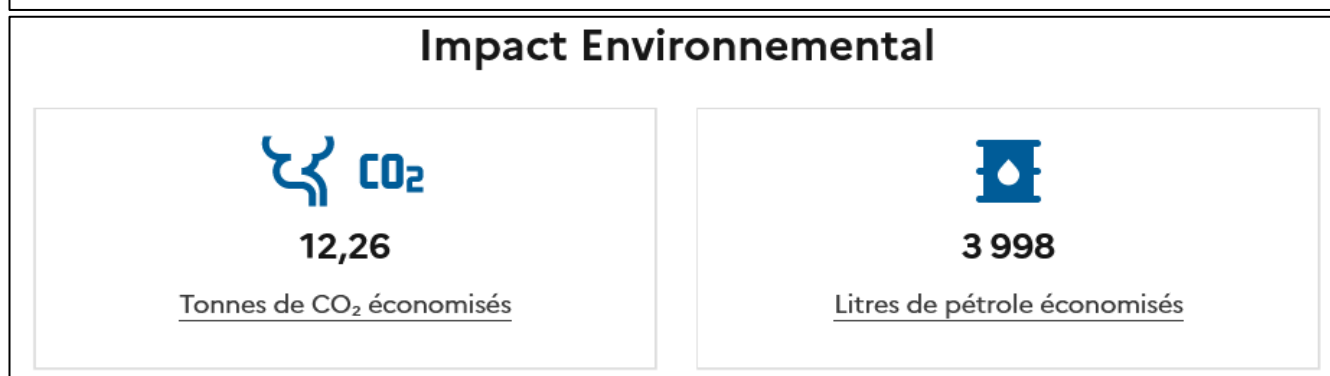 Impact Environnemental
CO₂
12,26
Tonnes de CO₂ économisés
3 998
Litres de pétrole économisés